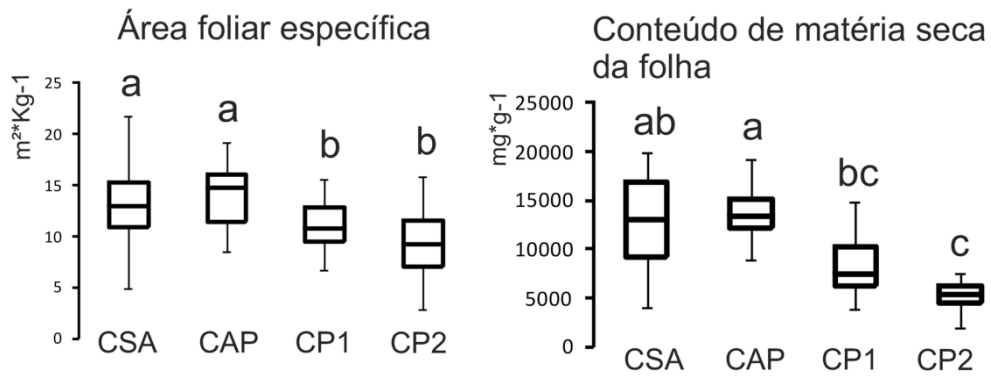 Área foliar específica
m²*Kg-1
25
20
15
10
5
0
a
a
b
b
CSA
CAP
CP1
CP2
Conteúdo de matéria seca
da folha
mg*g-1
25000
20000
15000
10000
5000
0
ab
a
bc
c
CSA
CAP
CP1
CP2